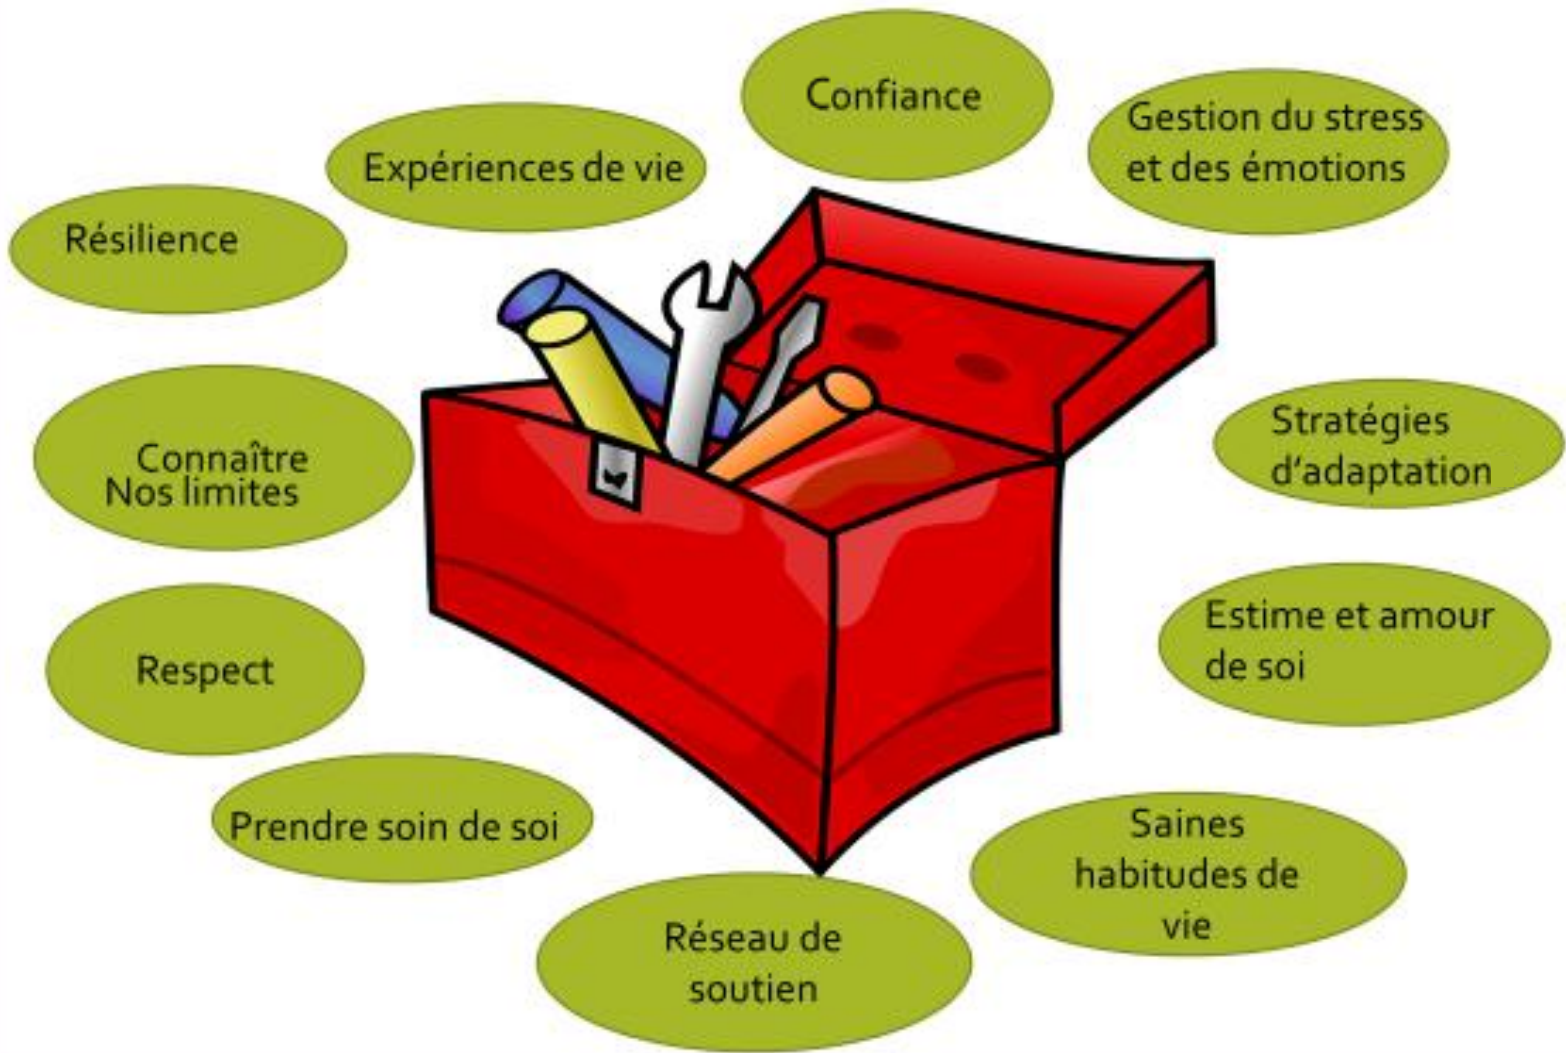 Confiance
Gestion du stress
et des émotions
Expériences de vie
Résilience
Connaître
Nos limites
Stratégies
d'adaptation
Respect
Estime et amour
de soi
Prendre soin de soi
Saines
habitudes de
vie
Réseau de
soutien